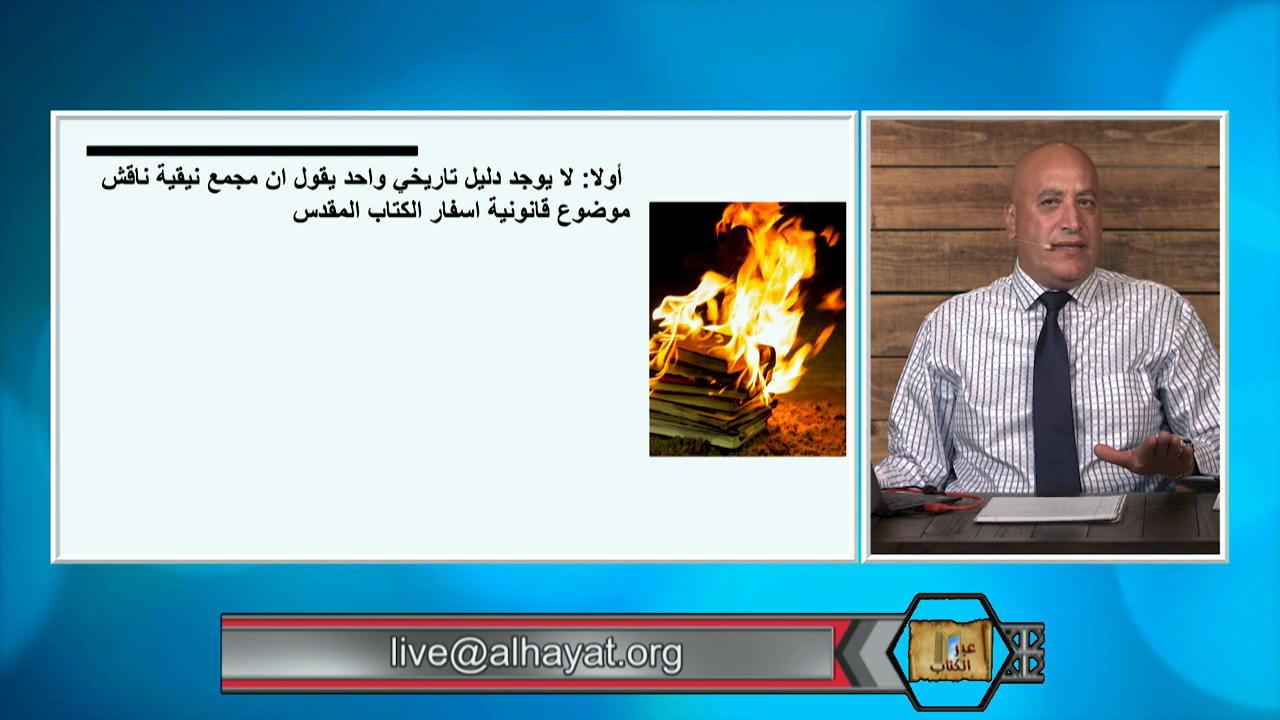 أولا: لا يوجد دليل تاريخي واحد يقول ان مجمع نيقية ناقش
موضوع قانونية اسفار الكتاب المقدس
live@alhayat.org
عبر
الكتاب